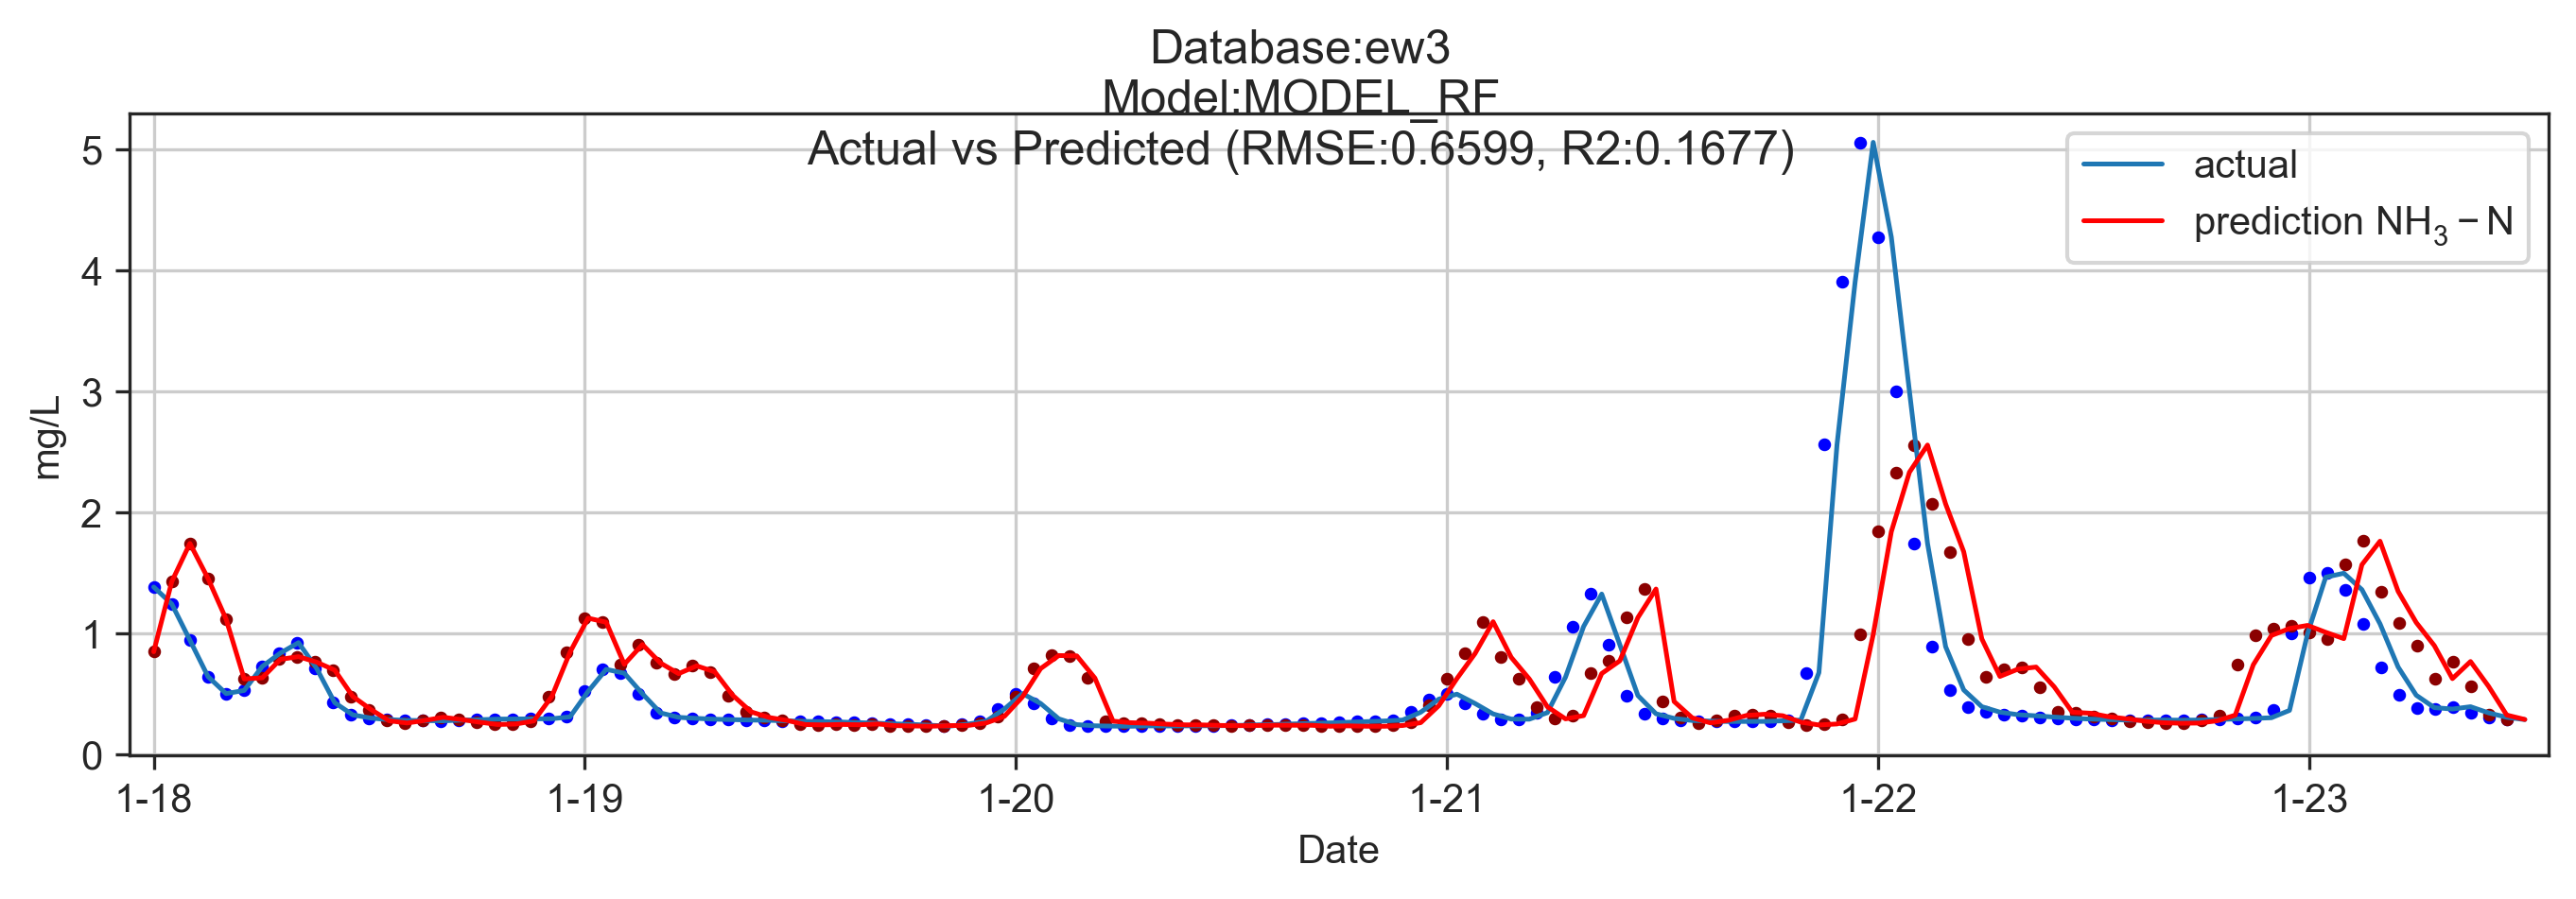 Database:ew3
Model:MODEL_RF
Actual vs Predicted (RMSE:0.6599, R2:0.1677)
actual
prediction NH₃ − N
5
4
3
2
1
0
mg/L
1-18 1-19 1-20 1-21 1-22 1-23
Date